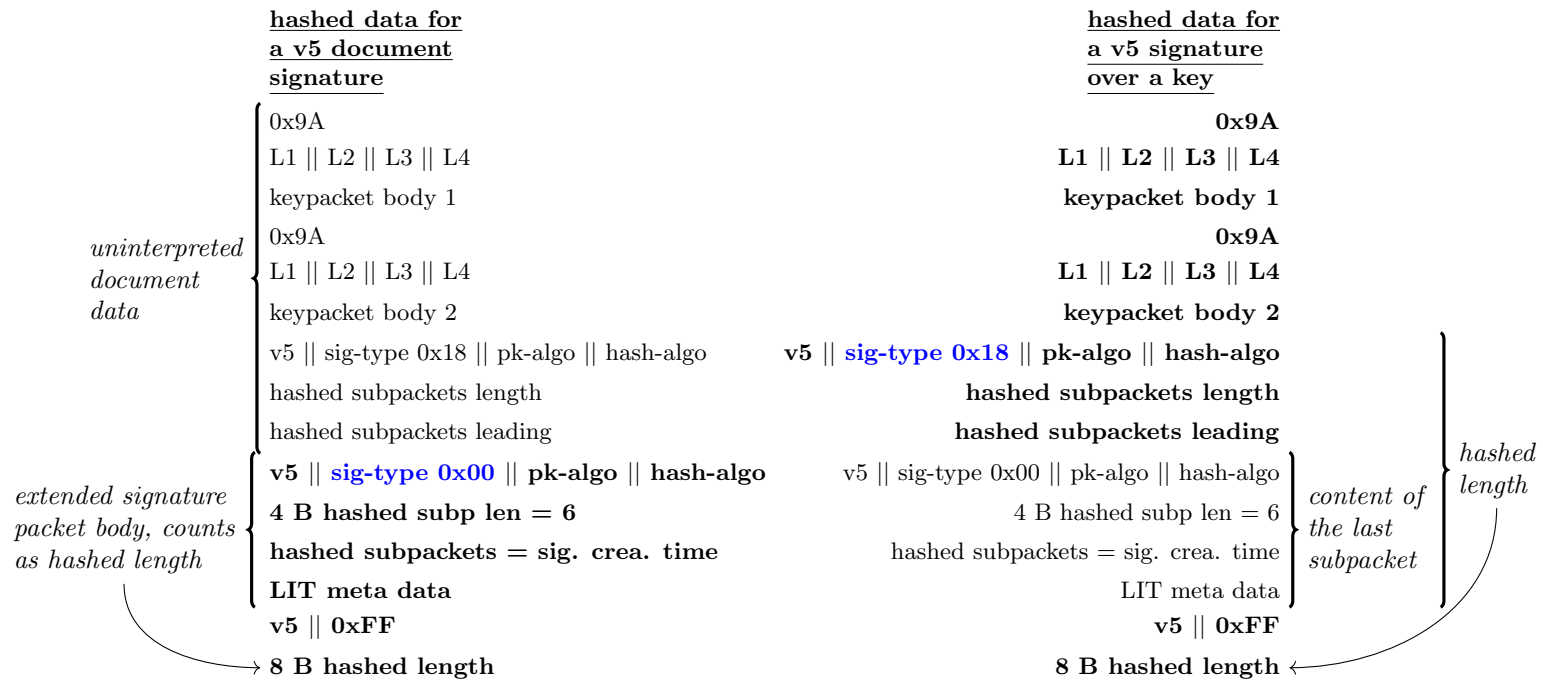 hashed data for
a v5 document
signature
0x9A
L1 || L2 || L3 || L4
keypacket body 1
0x9A
L1 || L2 || L3 || L4
keypacket body 2
v5 || sig-type 0x18 || pk-algo || hash-algo
hashed subpackets length
hashed subpackets leading
v5 || sig-type 0x00 || pk-algo || hash-algo
4 B hashed subp len = 6
hashed subpackets = sig. crea. time
LIT meta data
v5 || 0xFF
8 B hashed length
uninterpreted
document
data
extended signature
packet body, counts
as hashed length
hashed data for
a v5 signature
over a key
0x9A
L1 || L2 || L3 || L4
keypacket body 1
0x9A
L1 || L2 || L3 || L4
keypacket body 2
v5 || sig-type 0x18 || pk-algo || hash-algo
hashed subpackets length
hashed subpackets leading
v5 || sig-type 0x00 || pk-algo || hash-algo
4 B hashed subp len = 6
hashed subpackets = sig. crea. time
LIT meta data
v5 || 0xFF
8 B hashed length
content of
the last
subpacket
hashed
length